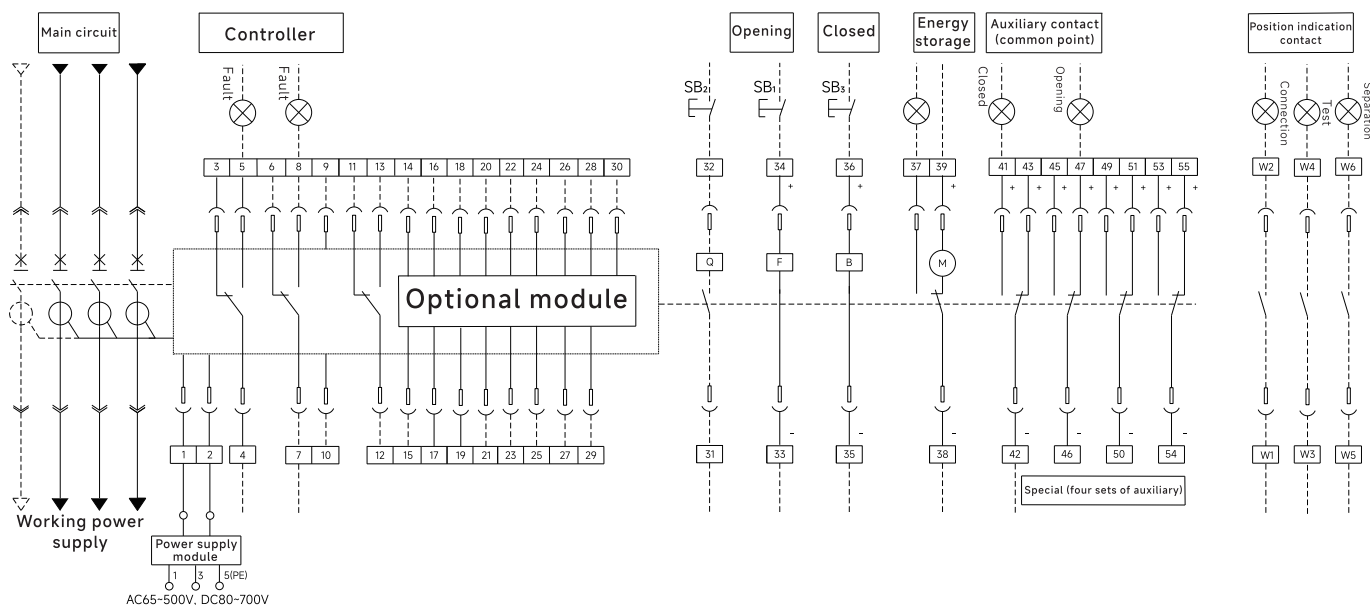 Main circuit
Controller
Opening
Closed
Energy
storage
Auxiliary contact
(common point)
Position indication
contact
Fault
Fault
SB₂
SB₁
SB₃
Closed
Opening
Connection
Test
Separation
3 5 6 8 9 11 13 14 16 18 20 22 24 26 28 30
32 34 36 37 39 41 43 45 47 49 51 53 55
W2 W4 W6
+ + + + + + + + + + +
Q F B M
Optional module
- - - - - - -
1 2 4 7 10 12 15 17 19 21 23 25 27 29
31 33 35 38 42 46 50 54
W1 W3 W5
Special (four sets of auxiliary)
Working power
supply
Power supply
module
1 3 5(PE)
AC65~500V, DC80~700V